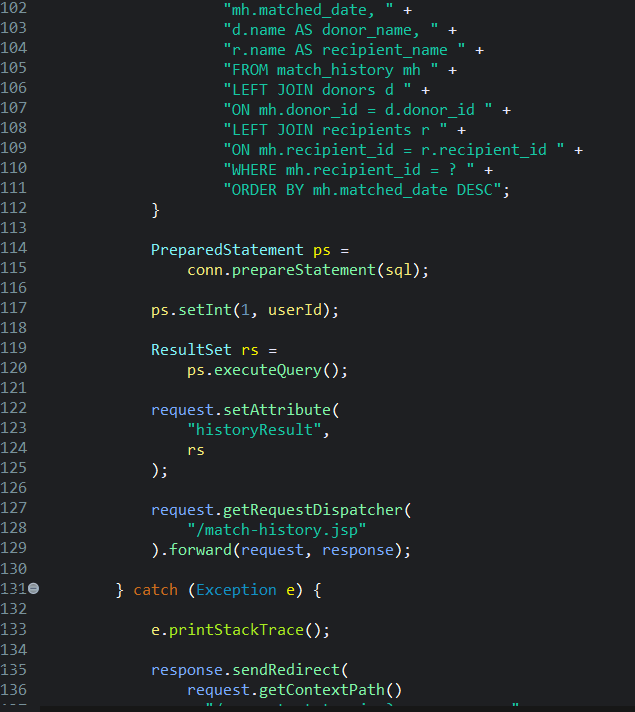 102 "mh.matched_date, " +
103 "d.name AS donor_name, " +
104 "r.name AS recipient_name " +
105 "FROM match_history mh " +
106 "LEFT JOIN donors d " +
107 "ON mh.donor_id = d.donor_id " +
108 "LEFT JOIN recipients r " +
109 "ON mh.recipient_id = r.recipient_id " +
110 "WHERE mh.recipient_id = ? " +
111 "ORDER BY mh.matched_date DESC";
112 }
113
114 PreparedStatement ps =
115 conn.prepareStatement(sql);
116
117 ps.setInt(1, userId);
118
119 ResultSet rs =
120 ps.executeQuery();
121
122 request.setAttribute(
123 "historyResult",
124 rs
125 );
126
127 request.getRequestDispatcher(
128 "/match-history.jsp"
129 ).forward(request, response);
130
131 } catch (Exception e) {
132
133 e.printStackTrace();
134
135 response.sendRedirect(
136 request.getContextPath()